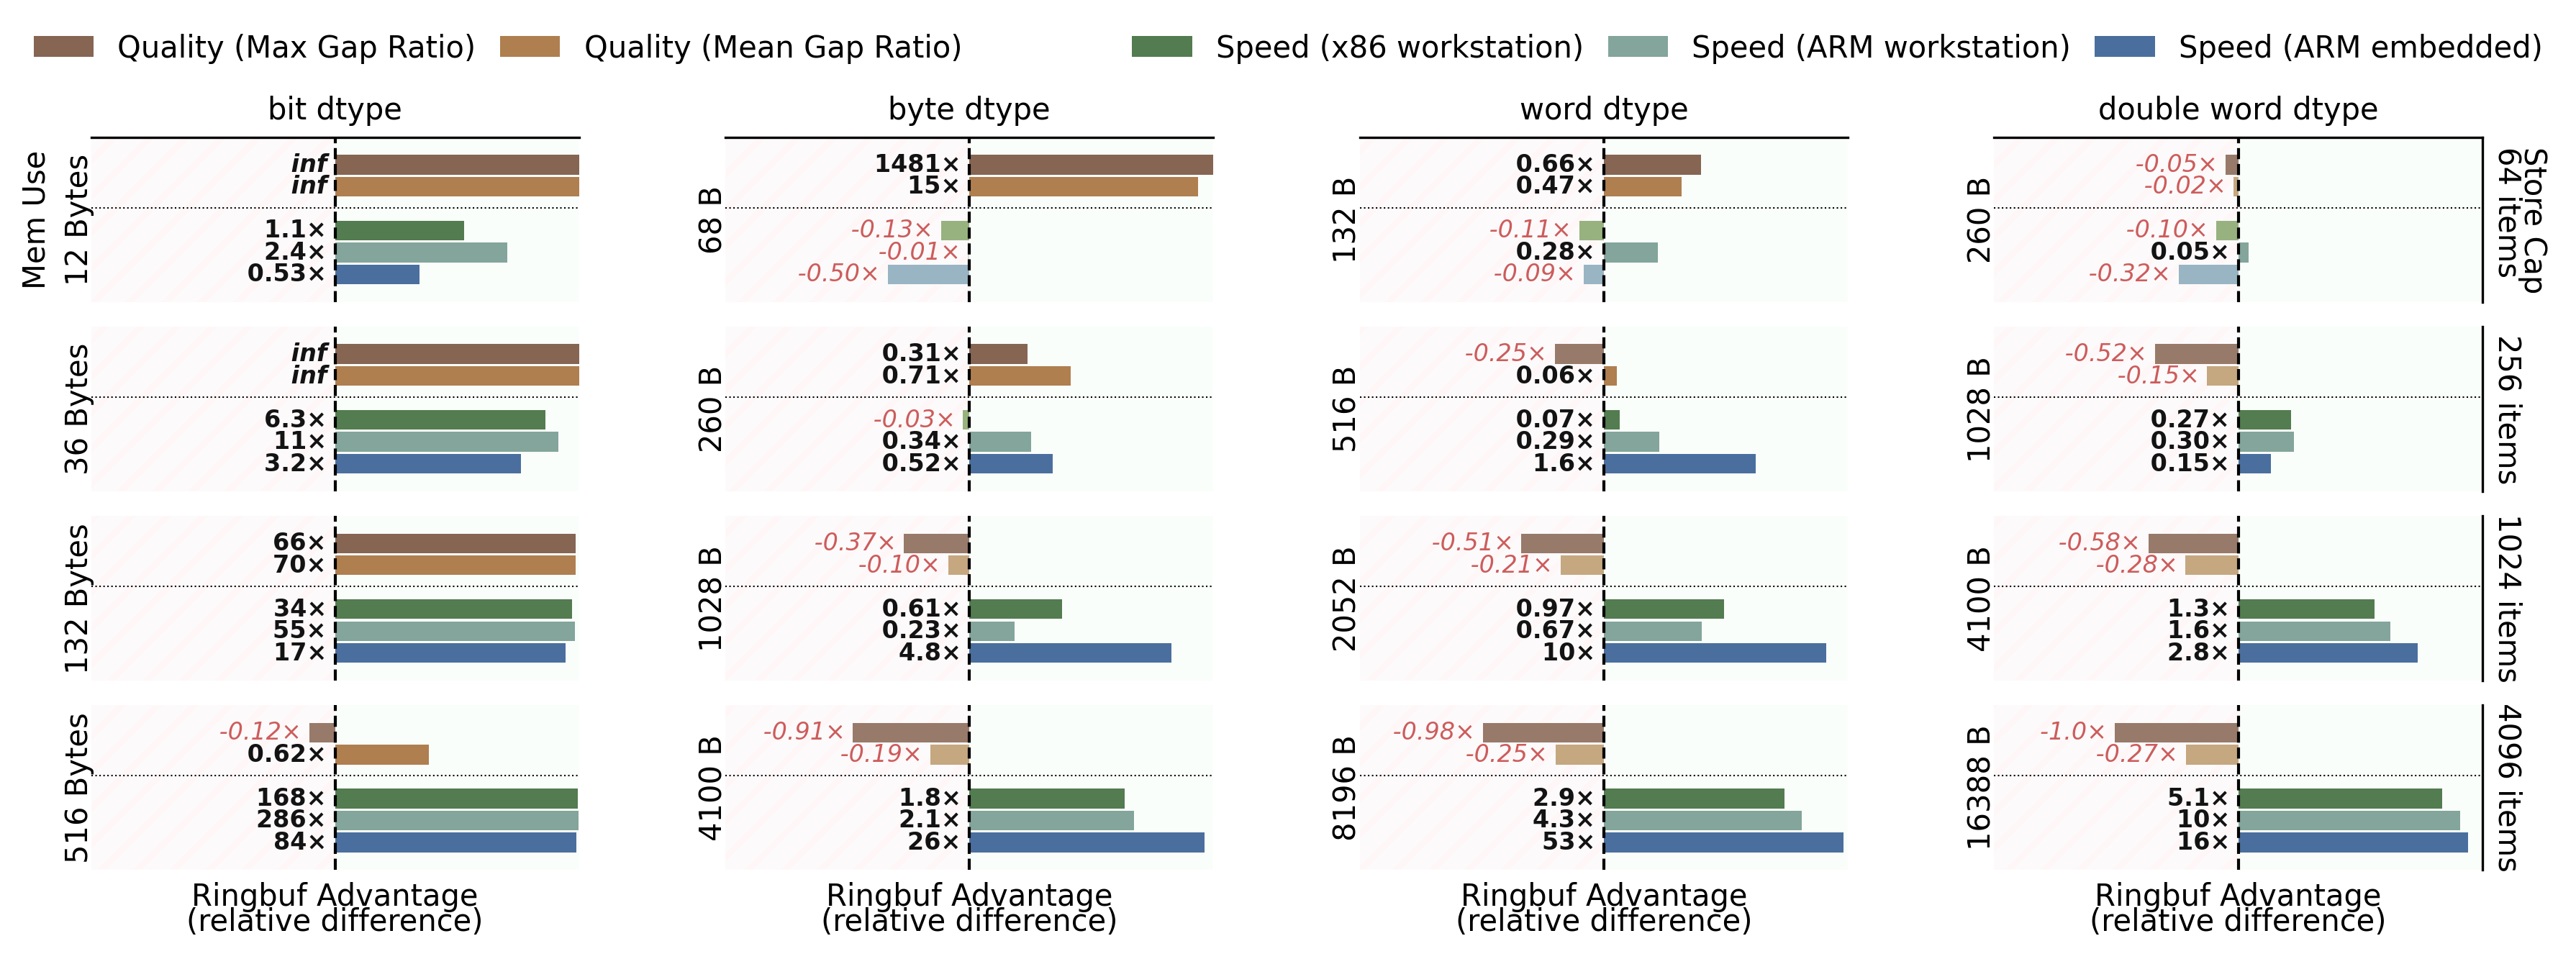 Quality (Max Gap Ratio) Quality (Mean Gap Ratio) Speed (x86 workstation) Speed (ARM workstation) Speed (ARM embedded)
bit dtype byte dtype word dtype double word dtype
Mem Use
12 Bytes
inf
inf
1.1×
2.4×
0.53×
68 B
1481×
15×
-0.13×
-0.01×
-0.50×
132 B
0.66×
0.47×
-0.11×
0.28×
-0.09×
260 B
-0.05×
-0.02×
-0.10×
0.05×
-0.32×
Store Cap
64 items
36 Bytes
inf
inf
6.3×
11×
3.2×
260 B
0.31×
0.71×
-0.03×
0.34×
0.52×
516 B
-0.25×
0.06×
0.07×
0.29×
1.6×
1028 B
-0.52×
-0.15×
0.27×
0.30×
0.15×
256 items
132 Bytes
66×
70×
34×
55×
17×
1028 B
-0.37×
-0.10×
0.61×
0.23×
4.8×
2052 B
-0.51×
-0.21×
0.97×
0.67×
10×
4100 B
-0.58×
-0.28×
1.3×
1.6×
2.8×
1024 items
516 Bytes
-0.12×
0.62×
168×
286×
84×
4100 B
-0.91×
-0.19×
1.8×
2.1×
26×
8196 B
-0.98×
-0.25×
2.9×
4.3×
53×
16388 B
-1.0×
-0.27×
5.1×
10×
16×
4096 items
Ringbuf Advantage
(relative difference)
Ringbuf Advantage
(relative difference)
Ringbuf Advantage
(relative difference)
Ringbuf Advantage
(relative difference)